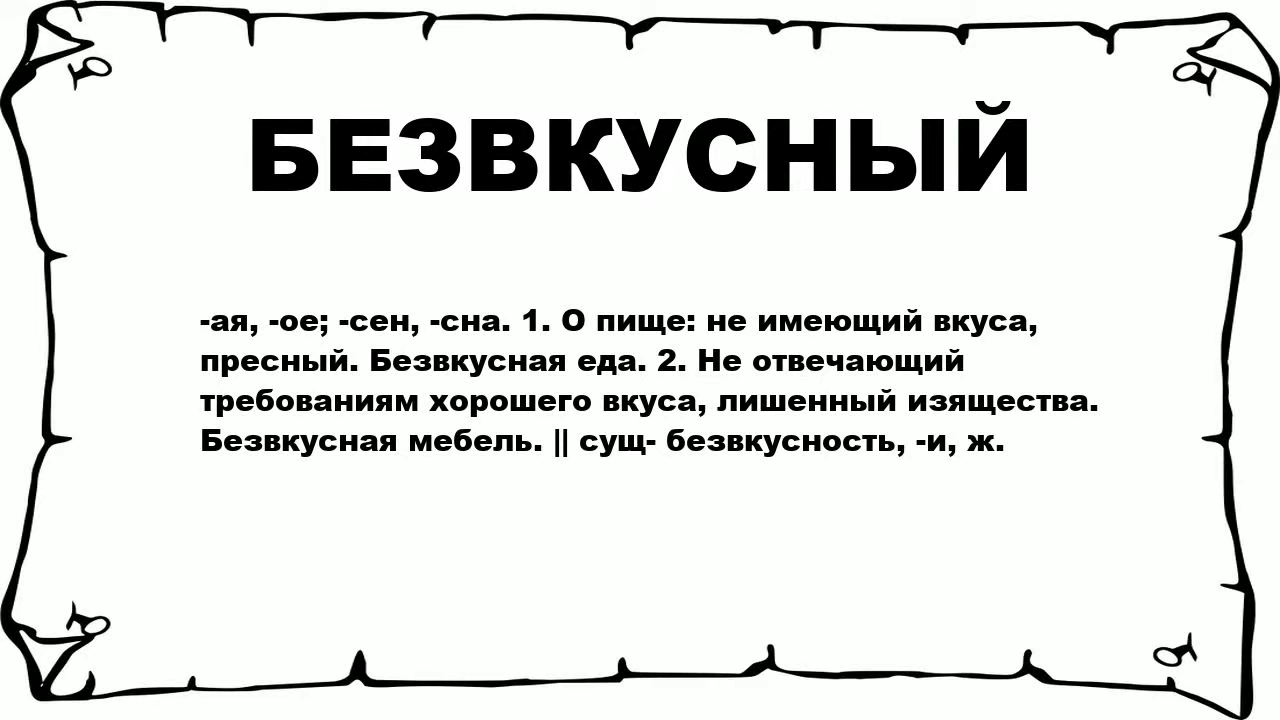 БЕЗВКУСНЫЙ
-ая, -ое; -сен, -сна. 1. О пище: не имеющий вкуса,
пресный. Безвкусная еда. 2. Не отвечающий
требованиям хорошего вкуса, лишенный изящества.
Безвкусная мебель. || сущ- безвкусность, -и, ж.